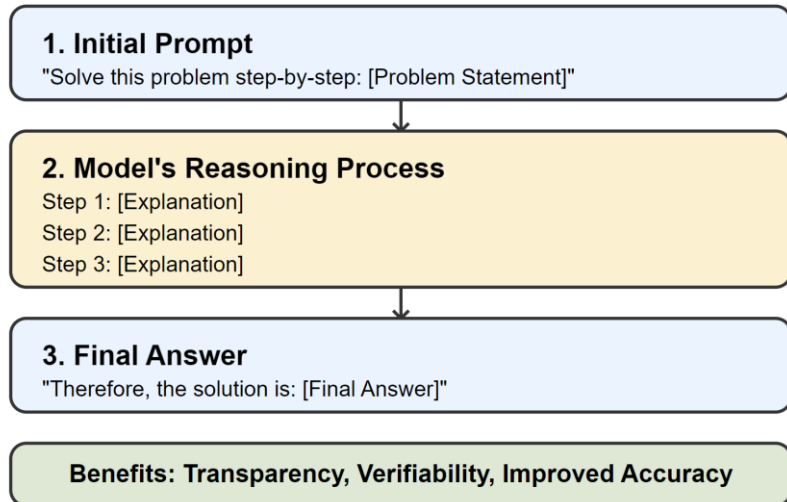 1. Initial Prompt
"Solve this problem step-by-step: [Problem Statement]"
2. Model's Reasoning Process
Step 1: [Explanation]
Step 2: [Explanation]
Step 3: [Explanation]
3. Final Answer
"Therefore, the solution is: [Final Answer]"
Benefits: Transparency, Verifiability, Improved Accuracy